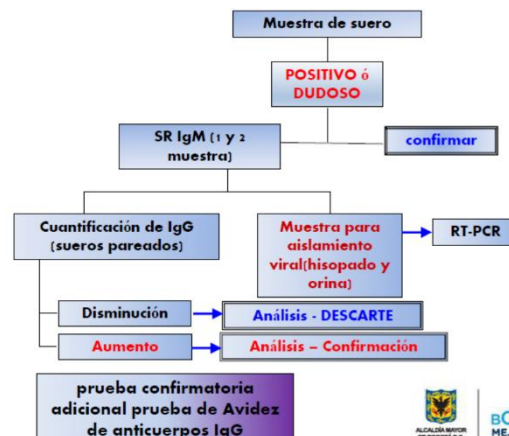 Muestra de suero
POSITIVO ó
DUDOSO
SR IgM (1 y 2
muestra)
confirmar
Cuantificación de IgG
(sueros pareados)
Muestra para
aislamiento
viral(hisopado y
orina)
RT-PCR
Disminución
Análisis - DESCARTE
Aumento
Análisis – Confirmación
prueba confirmatoria
adicional prueba de Avidez
de anticuerpos IgG
ALCALDÍA MAYOR